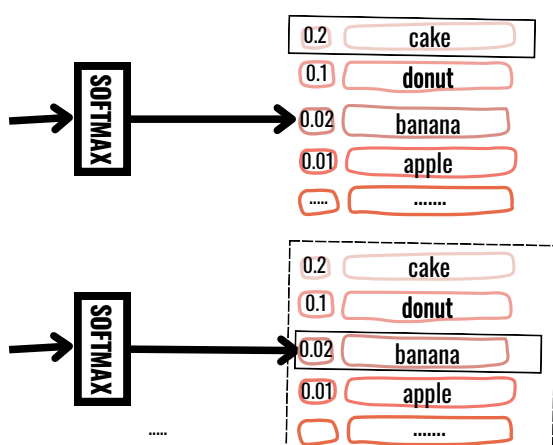 SOFTMAX
0.2 cake
0.1 donut
0.02 banana
0.01 apple
..... .......
SOFTMAX
0.2 cake
0.1 donut
0.02 banana
0.01 apple
.......
.....